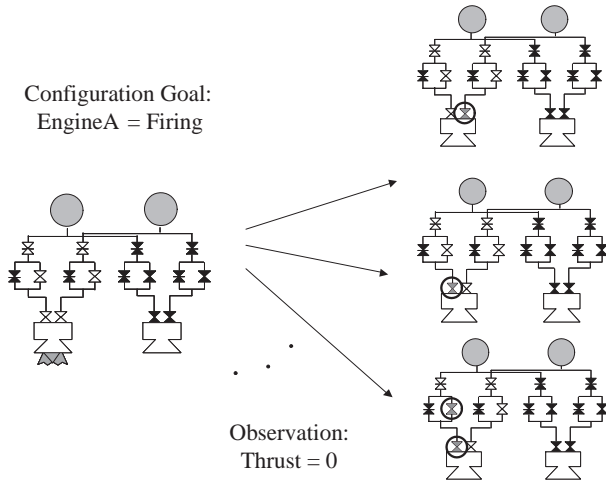 Configuration Goal:
EngineA = Firing
Observation:
Thrust = 0